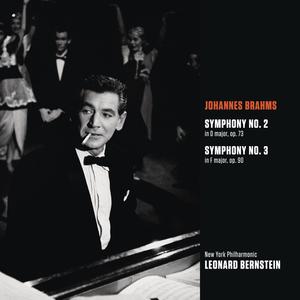 JOHANNES BRAHMS
SYMPHONY NO. 2
in D major, op. 73
SYMPHONY NO. 3
in F major, op. 90
New York Philharmonic
LEONARD BERNSTEIN